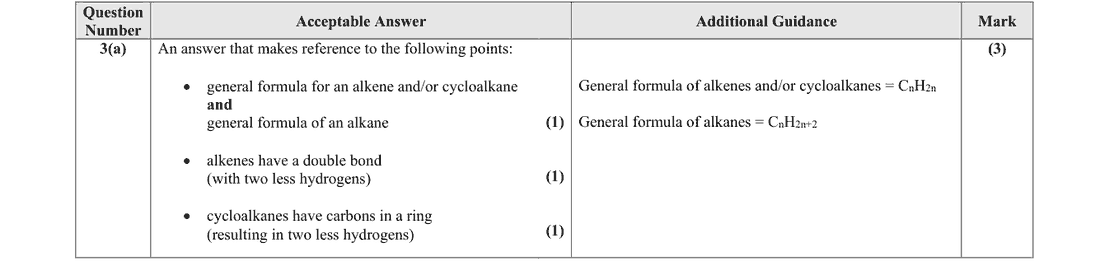 Question Number Acceptable Answer Additional Guidance Mark
3(a) An answer that makes reference to the following points: (3)
• general formula for an alkene and/or cycloalkane General formula of alkenes and/or cycloalkanes = CnH2n
and
general formula of an alkane (1) General formula of alkanes = CnH2n+2
• alkenes have a double bond
(with two less hydrogens) (1)
• cycloalkanes have carbons in a ring
(resulting in two less hydrogens) (1)